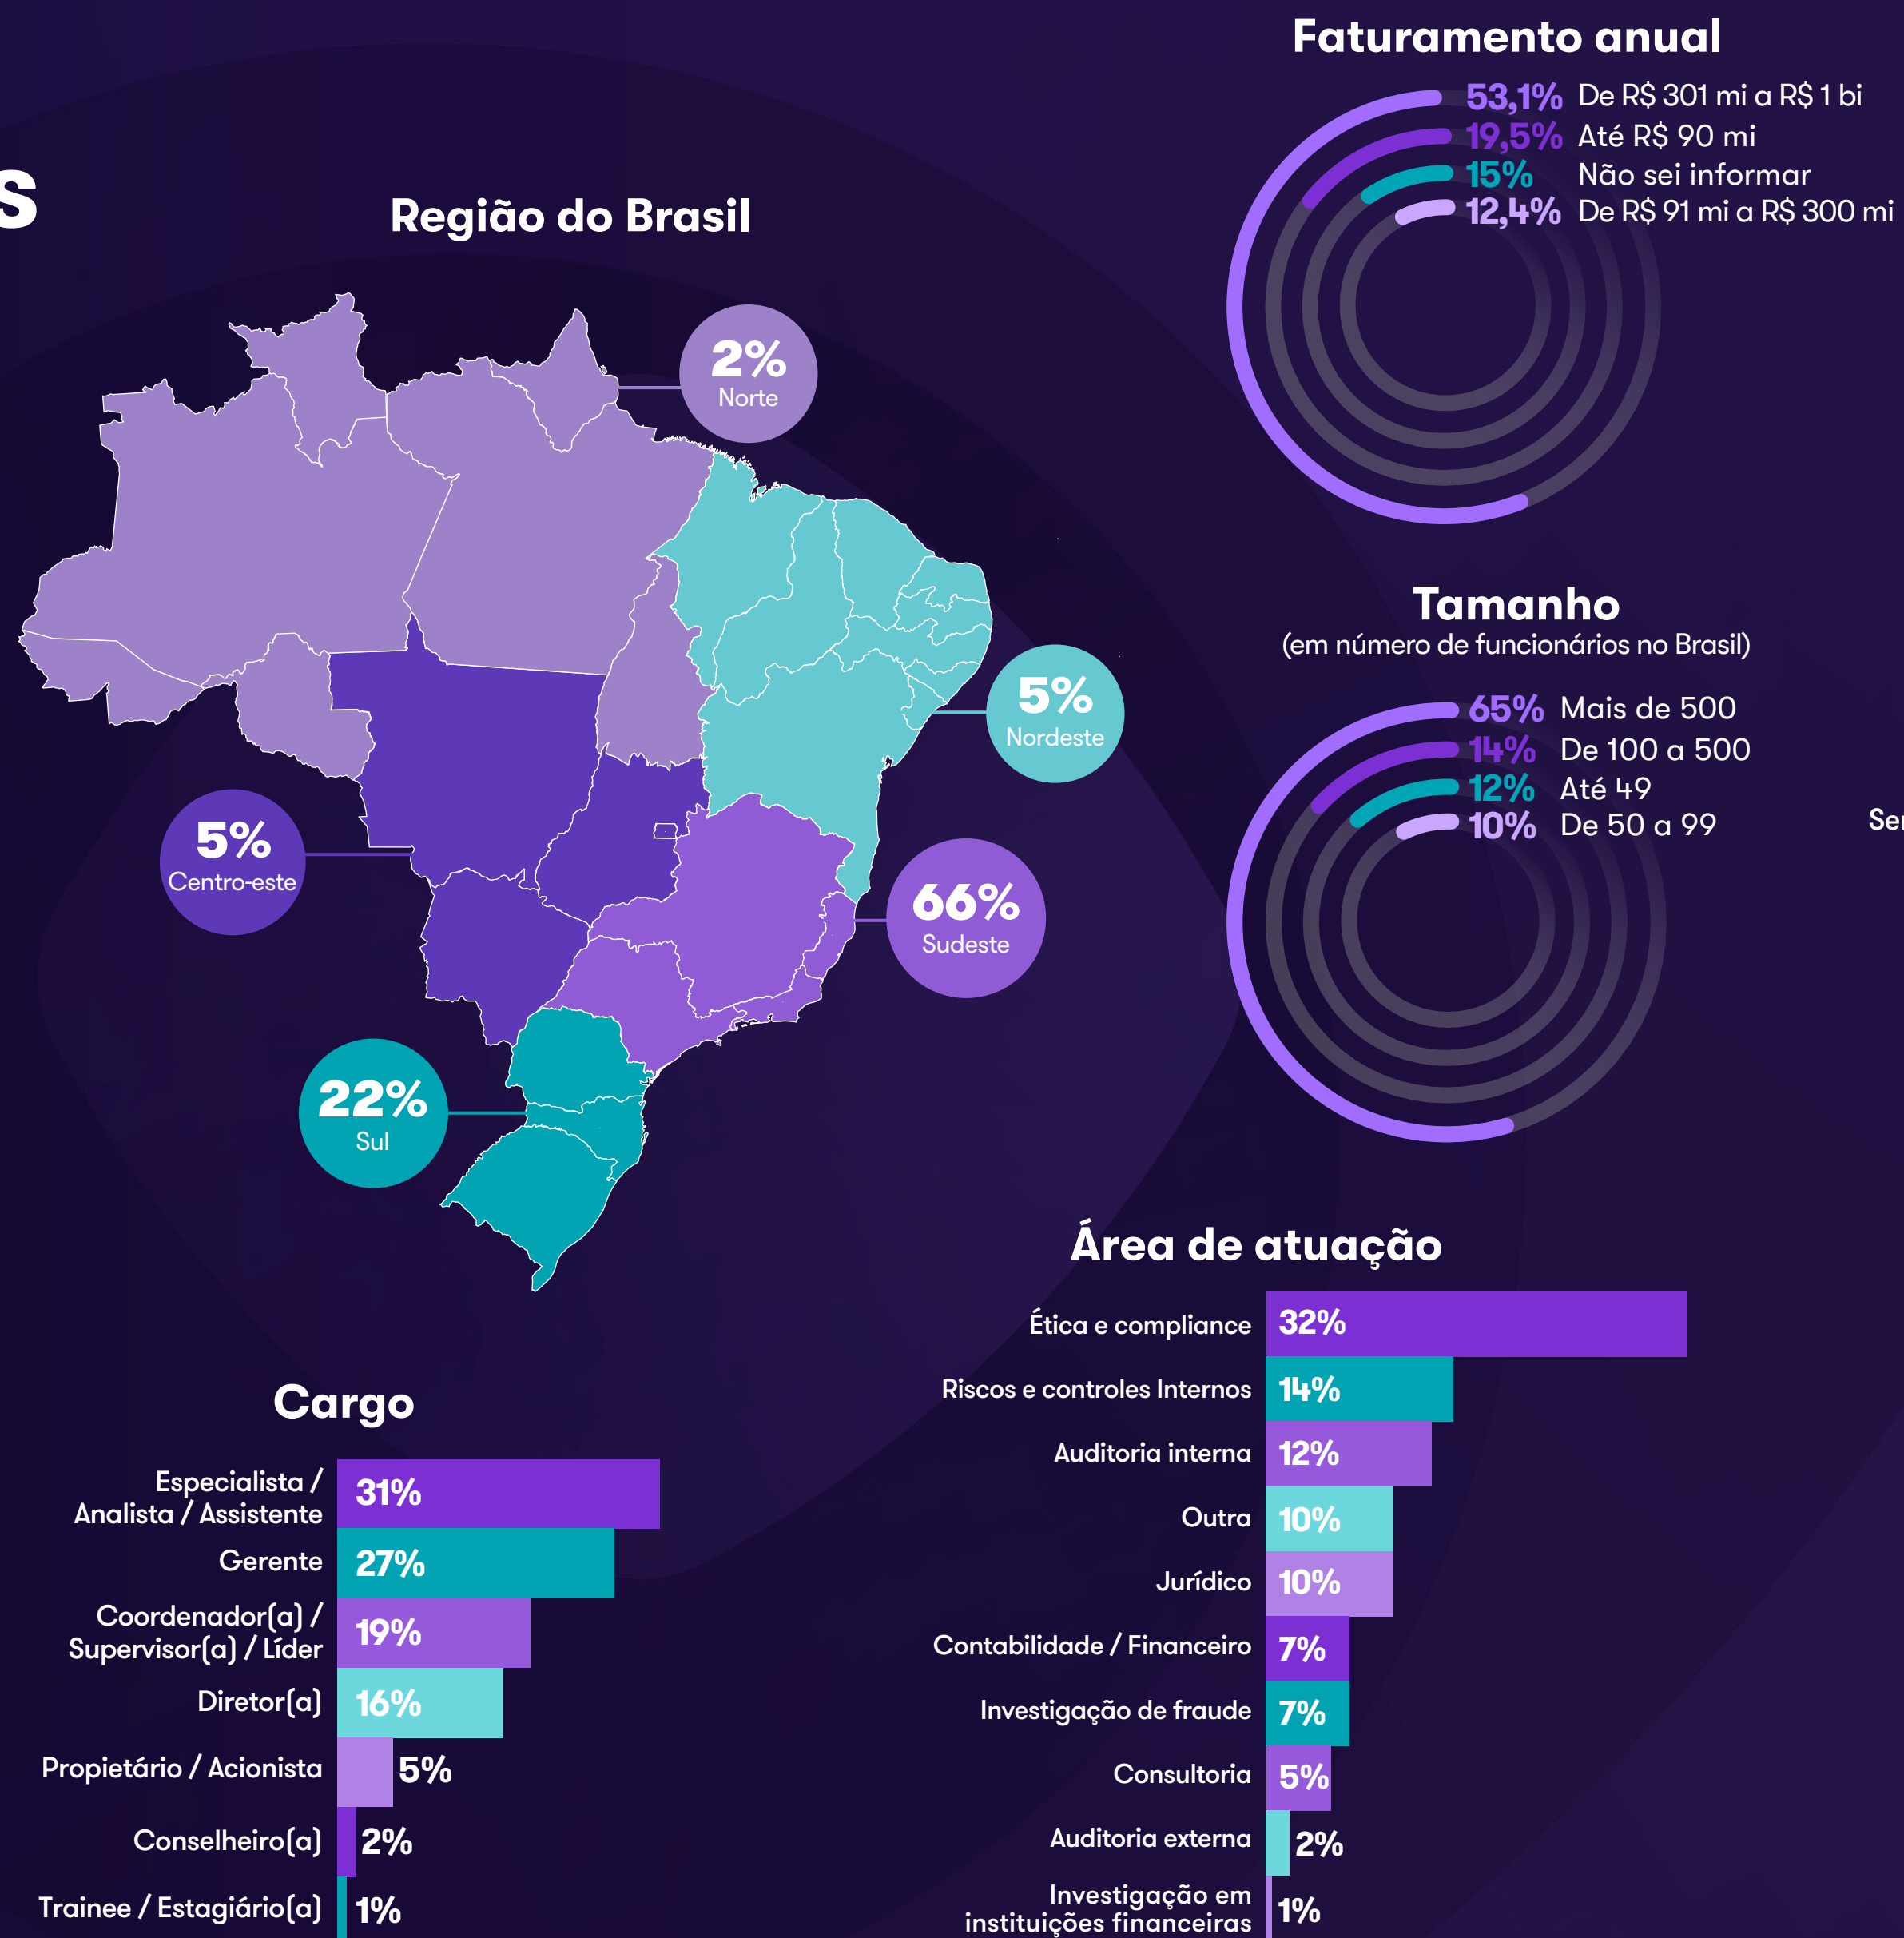 s
Região do Brasil
2%
Norte
5%
Nordeste
5%
Centro-este
66%
Sudeste
22%
Sul
Faturamento anual
53,1% De R$ 301 mi a R$ 1 bi
19,5% Até R$ 90 mi
15% Não sei informar
12,4% De R$ 91 mi a R$ 300 mi
Tamanho
(em número de funcionários no Brasil)
65% Mais de 500
14% De 100 a 500
12% Até 49
10% De 50 a 99
Ser
Cargo
Especialista /
Analista / Assistente
31%
Gerente 27%
Coordenador(a) /
Supervisor(a) / Líder
19%
Diretor(a) 16%
Propietário / Acionista 5%
Conselheiro(a) 2%
Trainee / Estagiário(a) 1%
Área de atuação
Ética e compliance 32%
Riscos e controles Internos 14%
Auditoria interna 12%
Outra 10%
Jurídico 10%
Contabilidade / Financeiro 7%
Investigação de fraude 7%
Consultoria 5%
Auditoria externa 2%
Investigação em
instituições financeiras
1%